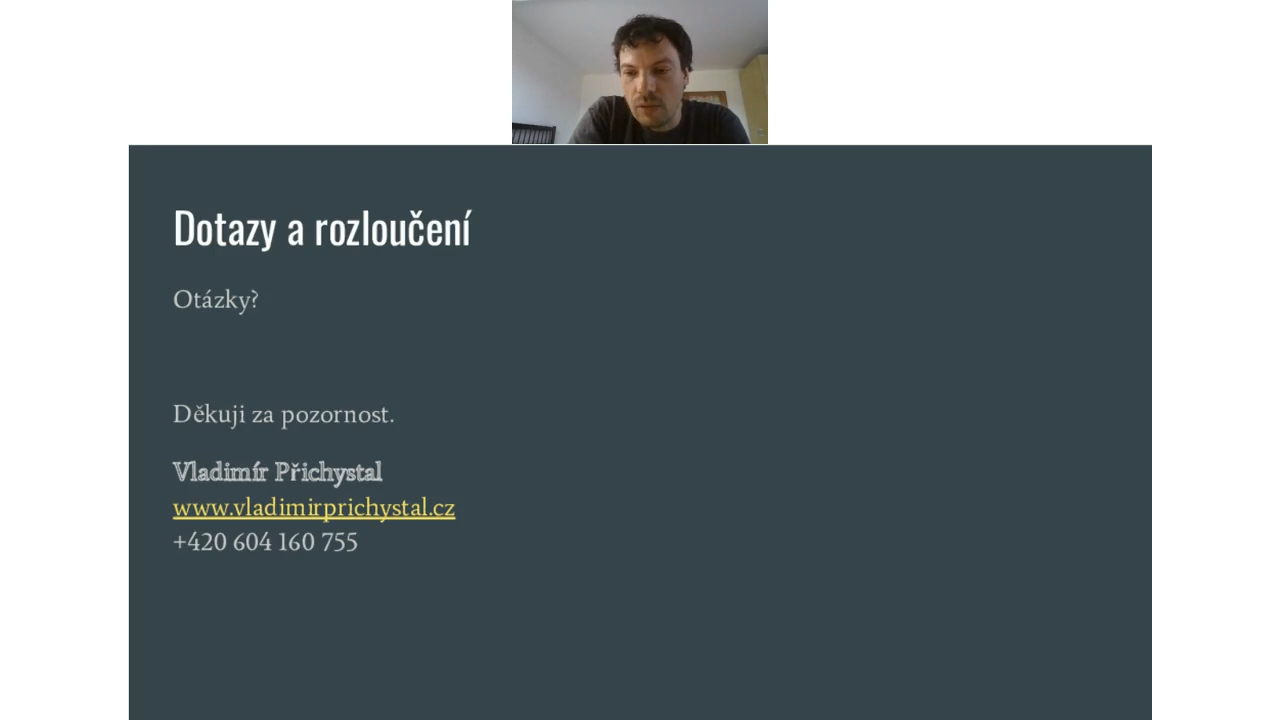 Dotazy a rozloučení
Otázky?
Děkuji za pozornost.
Vladimír Přichystal
www.vladimirprichystal.cz
+420 604 160 755